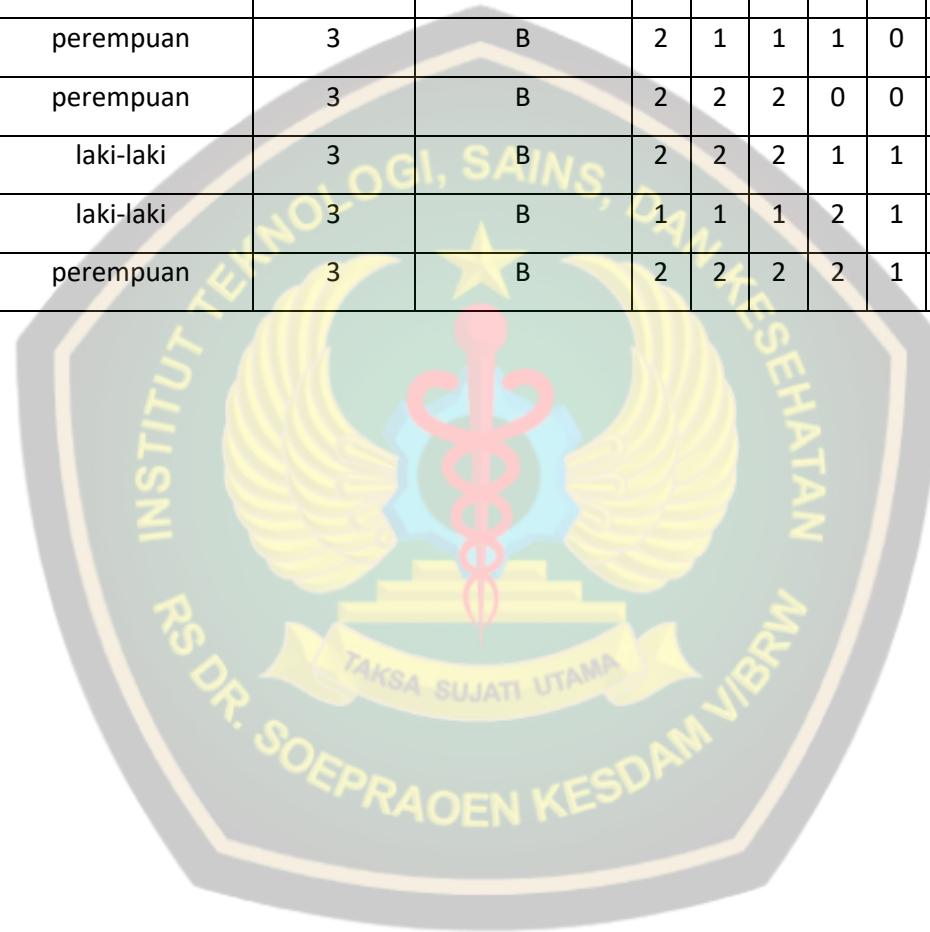 perempuan 3 B 2 1 1 1 0
perempuan 3 B 2 2 2 0 0
laki-laki 3 B 2 2 2 1 1
laki-laki 3 B 1 1 1 2 1
perempuan 3 B 2 2 2 2 1
INSTITUT TEKNOLOGI, SAINS, DAN KESEHATAN
TAKSA SUJATI UTAMA
RS DR. SOEPRAOEN KESDAM V/BRW